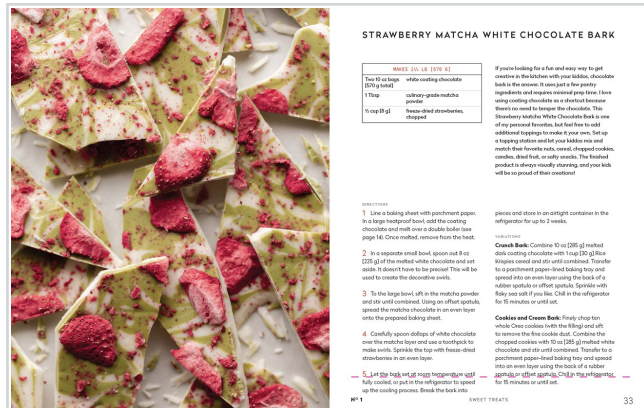 STRAWBERRY MATCHA WHITE CHOCOLATE BARK
MAKES 1¼ LB [570 G]
Two 10 oz bags white coating chocolate
[570 g total]
1 Tbsp culinary-grade matcha
powder
½ cup [8 g] freeze-dried strawberries,
chopped
If you're looking for a fun and easy way to get
creative in the kitchen with your kiddos, chocolate
bark is the answer. It uses just a few pantry
ingredients and requires minimal prep time. I love
using coating chocolate as a shortcut because
there's no need to temper the chocolate. This
Strawberry Matcha White Chocolate Bark is one
of my personal favorites, but feel free to add
additional toppings to make it your own. Set up
a topping station and let your kiddos mix and
match their favorite nuts, cereal, chopped cookies,
candies, dried fruit, or salty snacks. The finished
product is always visually stunning, and your kids
will be so proud of their creations!
DIRECTIONS
1 Line a baking sheet with parchment paper.
In a large heatproof bowl, add the coating
chocolate and melt over a double boiler (see
page 14). Once melted, remove from the heat.
2 In a separate small bowl, spoon out 8 oz
[225 g] of the melted white chocolate and set
aside. It doesn't have to be precise! This will be
used to create the decorative swirls.
3 To the large bowl, sift in the matcha powder
and stir until combined. Using an offset spatula,
spread the matcha chocolate in an even layer
onto the prepared baking sheet.
4 Carefully spoon dollops of white chocolate
over the matcha layer and use a toothpick to
make swirls. Sprinkle the top with freeze-dried
strawberries in an even layer.
5 Let the bark set at room temperature until
fully cooled, or put in the refrigerator to speed
up the cooling process. Break the bark into
pieces and store in an airtight container in the
refrigerator for up to 2 weeks.
VARIATIONS
Crunch Bark: Combine 10 oz [285 g] melted
dark coating chocolate with 1 cup [30 g] Rice
Krispies cereal and stir until combined. Transfer
to a parchment paper-lined baking tray and
spread into an even layer using the back of a
rubber spatula or offset spatula. Sprinkle with
flaky sea salt if you like. Chill in the refrigerator
for 15 minutes or until set.
Cookies and Cream Bark: Finely chop ten
whole Oreo cookies (with the filling) and sift
to remove the fine cookie dust. Combine the
chopped cookies with 10 oz [285 g] melted white
chocolate and stir until combined. Transfer to a
parchment paper-lined baking tray and spread
into an even layer using the back of a rubber
spatula or offset spatula. Chill in the refrigerator
for 15 minutes or until set.
Nº 1 SWEET TREATS 33